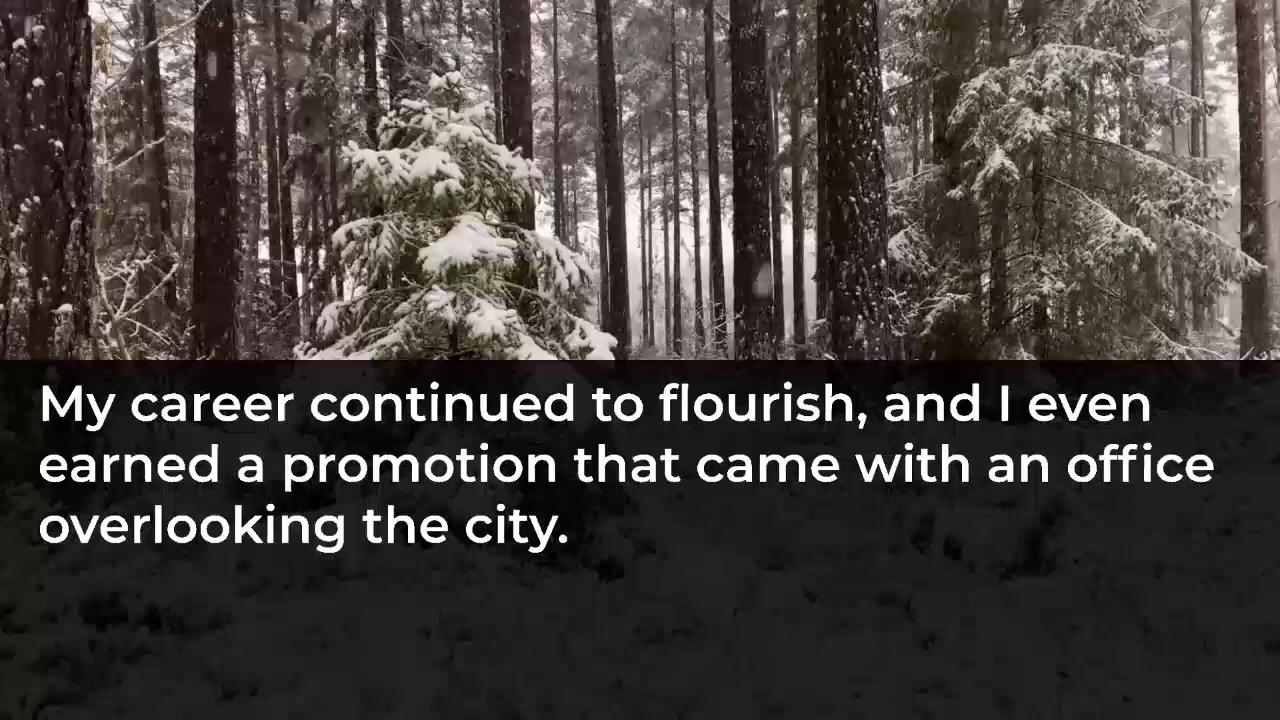 My career continued to flourish, and I even
earned a promotion that came with an office
overlooking the city.